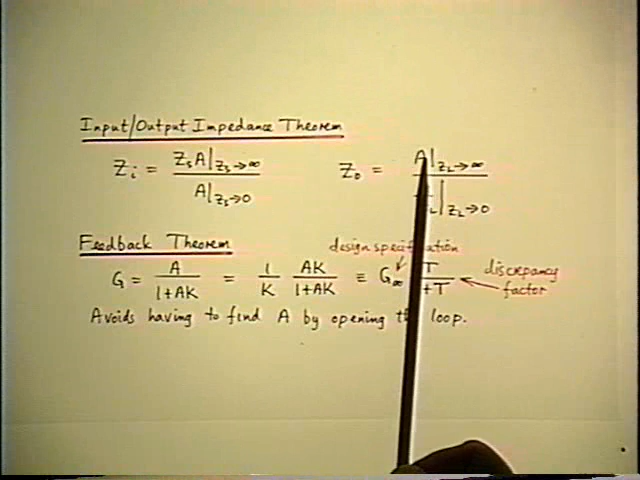 Input/Output Impedance Theorem
Zi = ZsA|Zs→∞ / A|Zs→0    Zo = A|ZL→∞ / |ZL→0
Feedback Theorem
design specification
G = A / 1+AK = 1/K AK / 1+AK ≡ G∞ T / +T
discrepancy factor
Avoids having to find A by opening loop.